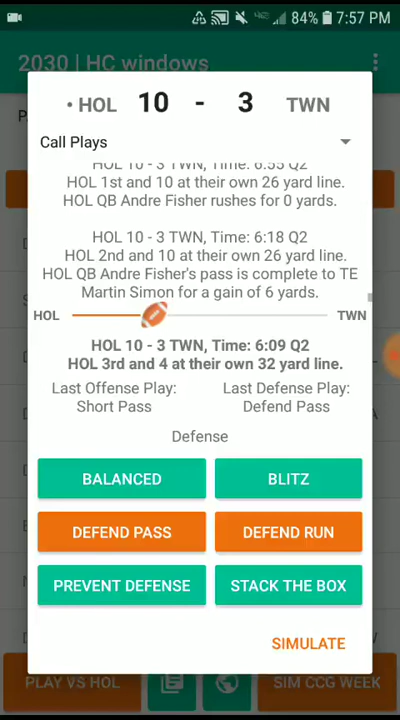 84% 7:57 PM
2030 | HC windows
• HOL 10 - 3 TWN
Call Plays
HOL 10 - 3 TWN, Time: 6:55 Q2
HOL 1st and 10 at their own 26 yard line.
HOL QB Andre Fisher rushes for 0 yards.
HOL 10 - 3 TWN, Time: 6:18 Q2
HOL 2nd and 10 at their own 26 yard line.
HOL QB Andre Fisher's pass is complete to TE
Martin Simon for a gain of 6 yards.
HOL TWN
HOL 10 - 3 TWN, Time: 6:09 Q2
HOL 3rd and 4 at their own 32 yard line.
Last Offense Play: Last Defense Play:
Short Pass Defend Pass
Defense
BALANCED BLITZ
DEFEND PASS DEFEND RUN
PREVENT DEFENSE STACK THE BOX
SIMULATE
PLAY VS HOL SIM CCG WEEK